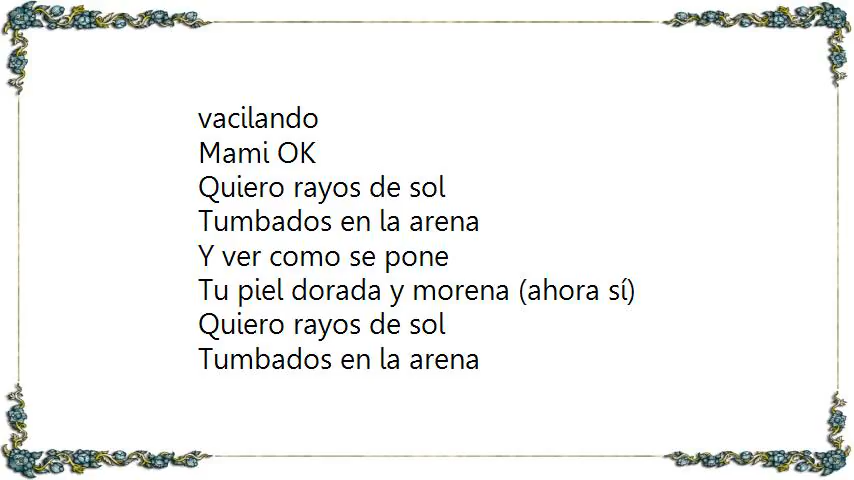 vacilando
Mami OK
Quiero rayos de sol
Tumbados en la arena
Y ver como se pone
Tu piel dorada y morena (ahora sí)
Quiero rayos de sol
Tumbados en la arena